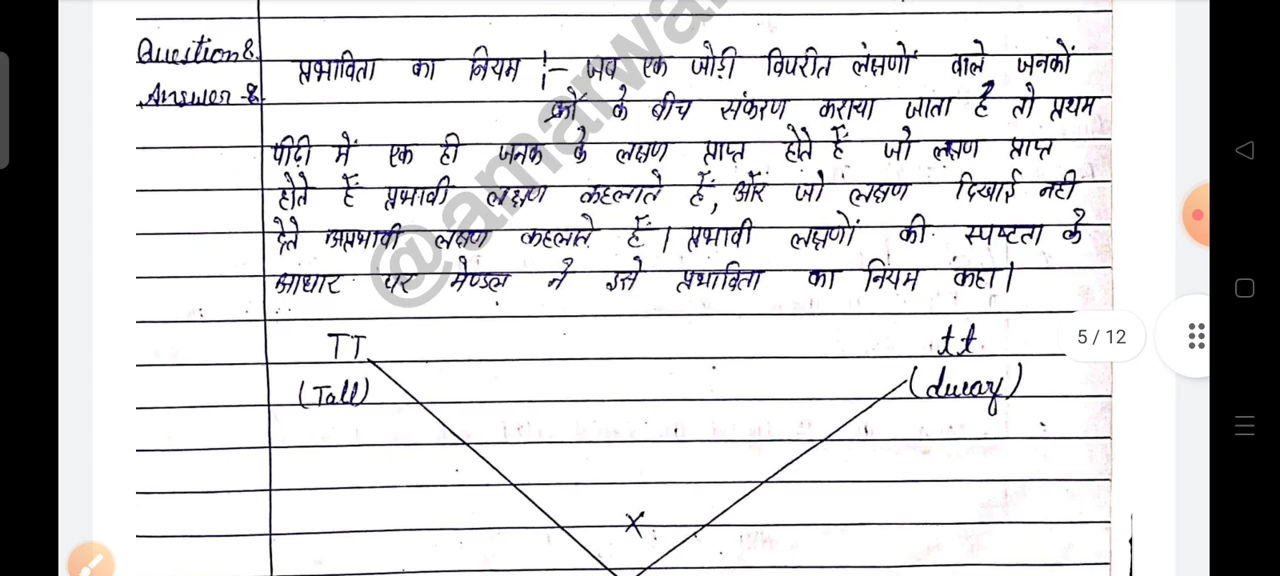 Question 8.
Answer - 8.
प्रभाविता का नियम :- जब एक जोड़ी विपरीत लक्षणों वाले जनकों
के बीच संकरण कराया जाता है तो प्रथम
पीढ़ी में एक ही जनक के लक्षण प्राप्त होते हैं जो लक्षण प्राप्त
होते हैं प्रभावी लक्षण कहलाते हैं, और जो लक्षण दिखाई नही
देते अप्रभावी लक्षण कहलाते हैं। प्रभावी लक्षणों की स्पष्टता के
आधार पर मेण्डल ने इसे प्रभाविता का नियम कहा।
TT tt
(Tall) (dwarf)
X
5 / 12
@amarwa